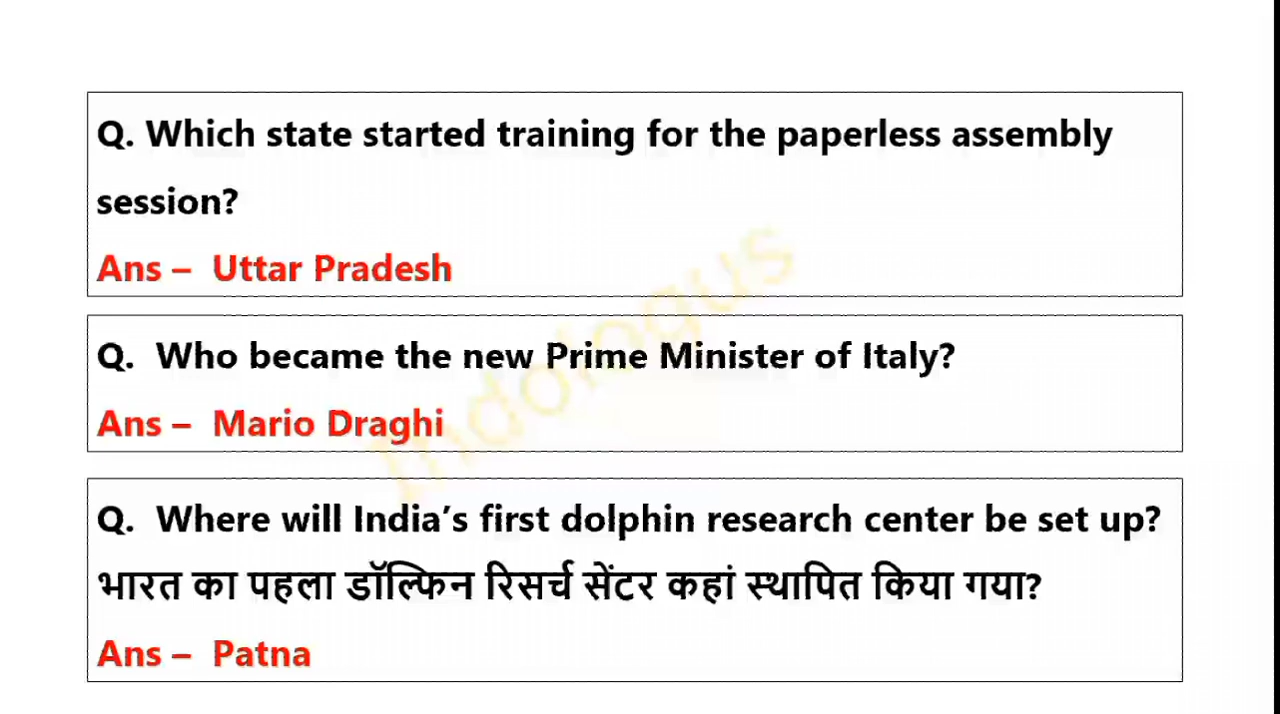 Q. Which state started training for the paperless assembly
session?
Ans – Uttar Pradesh
Q. Who became the new Prime Minister of Italy?
Ans – Mario Draghi
Q. Where will India’s first dolphin research center be set up?
भारत का पहला डॉल्फिन रिसर्च सेंटर कहां स्थापित किया गया?
Ans – Patna
Indologus